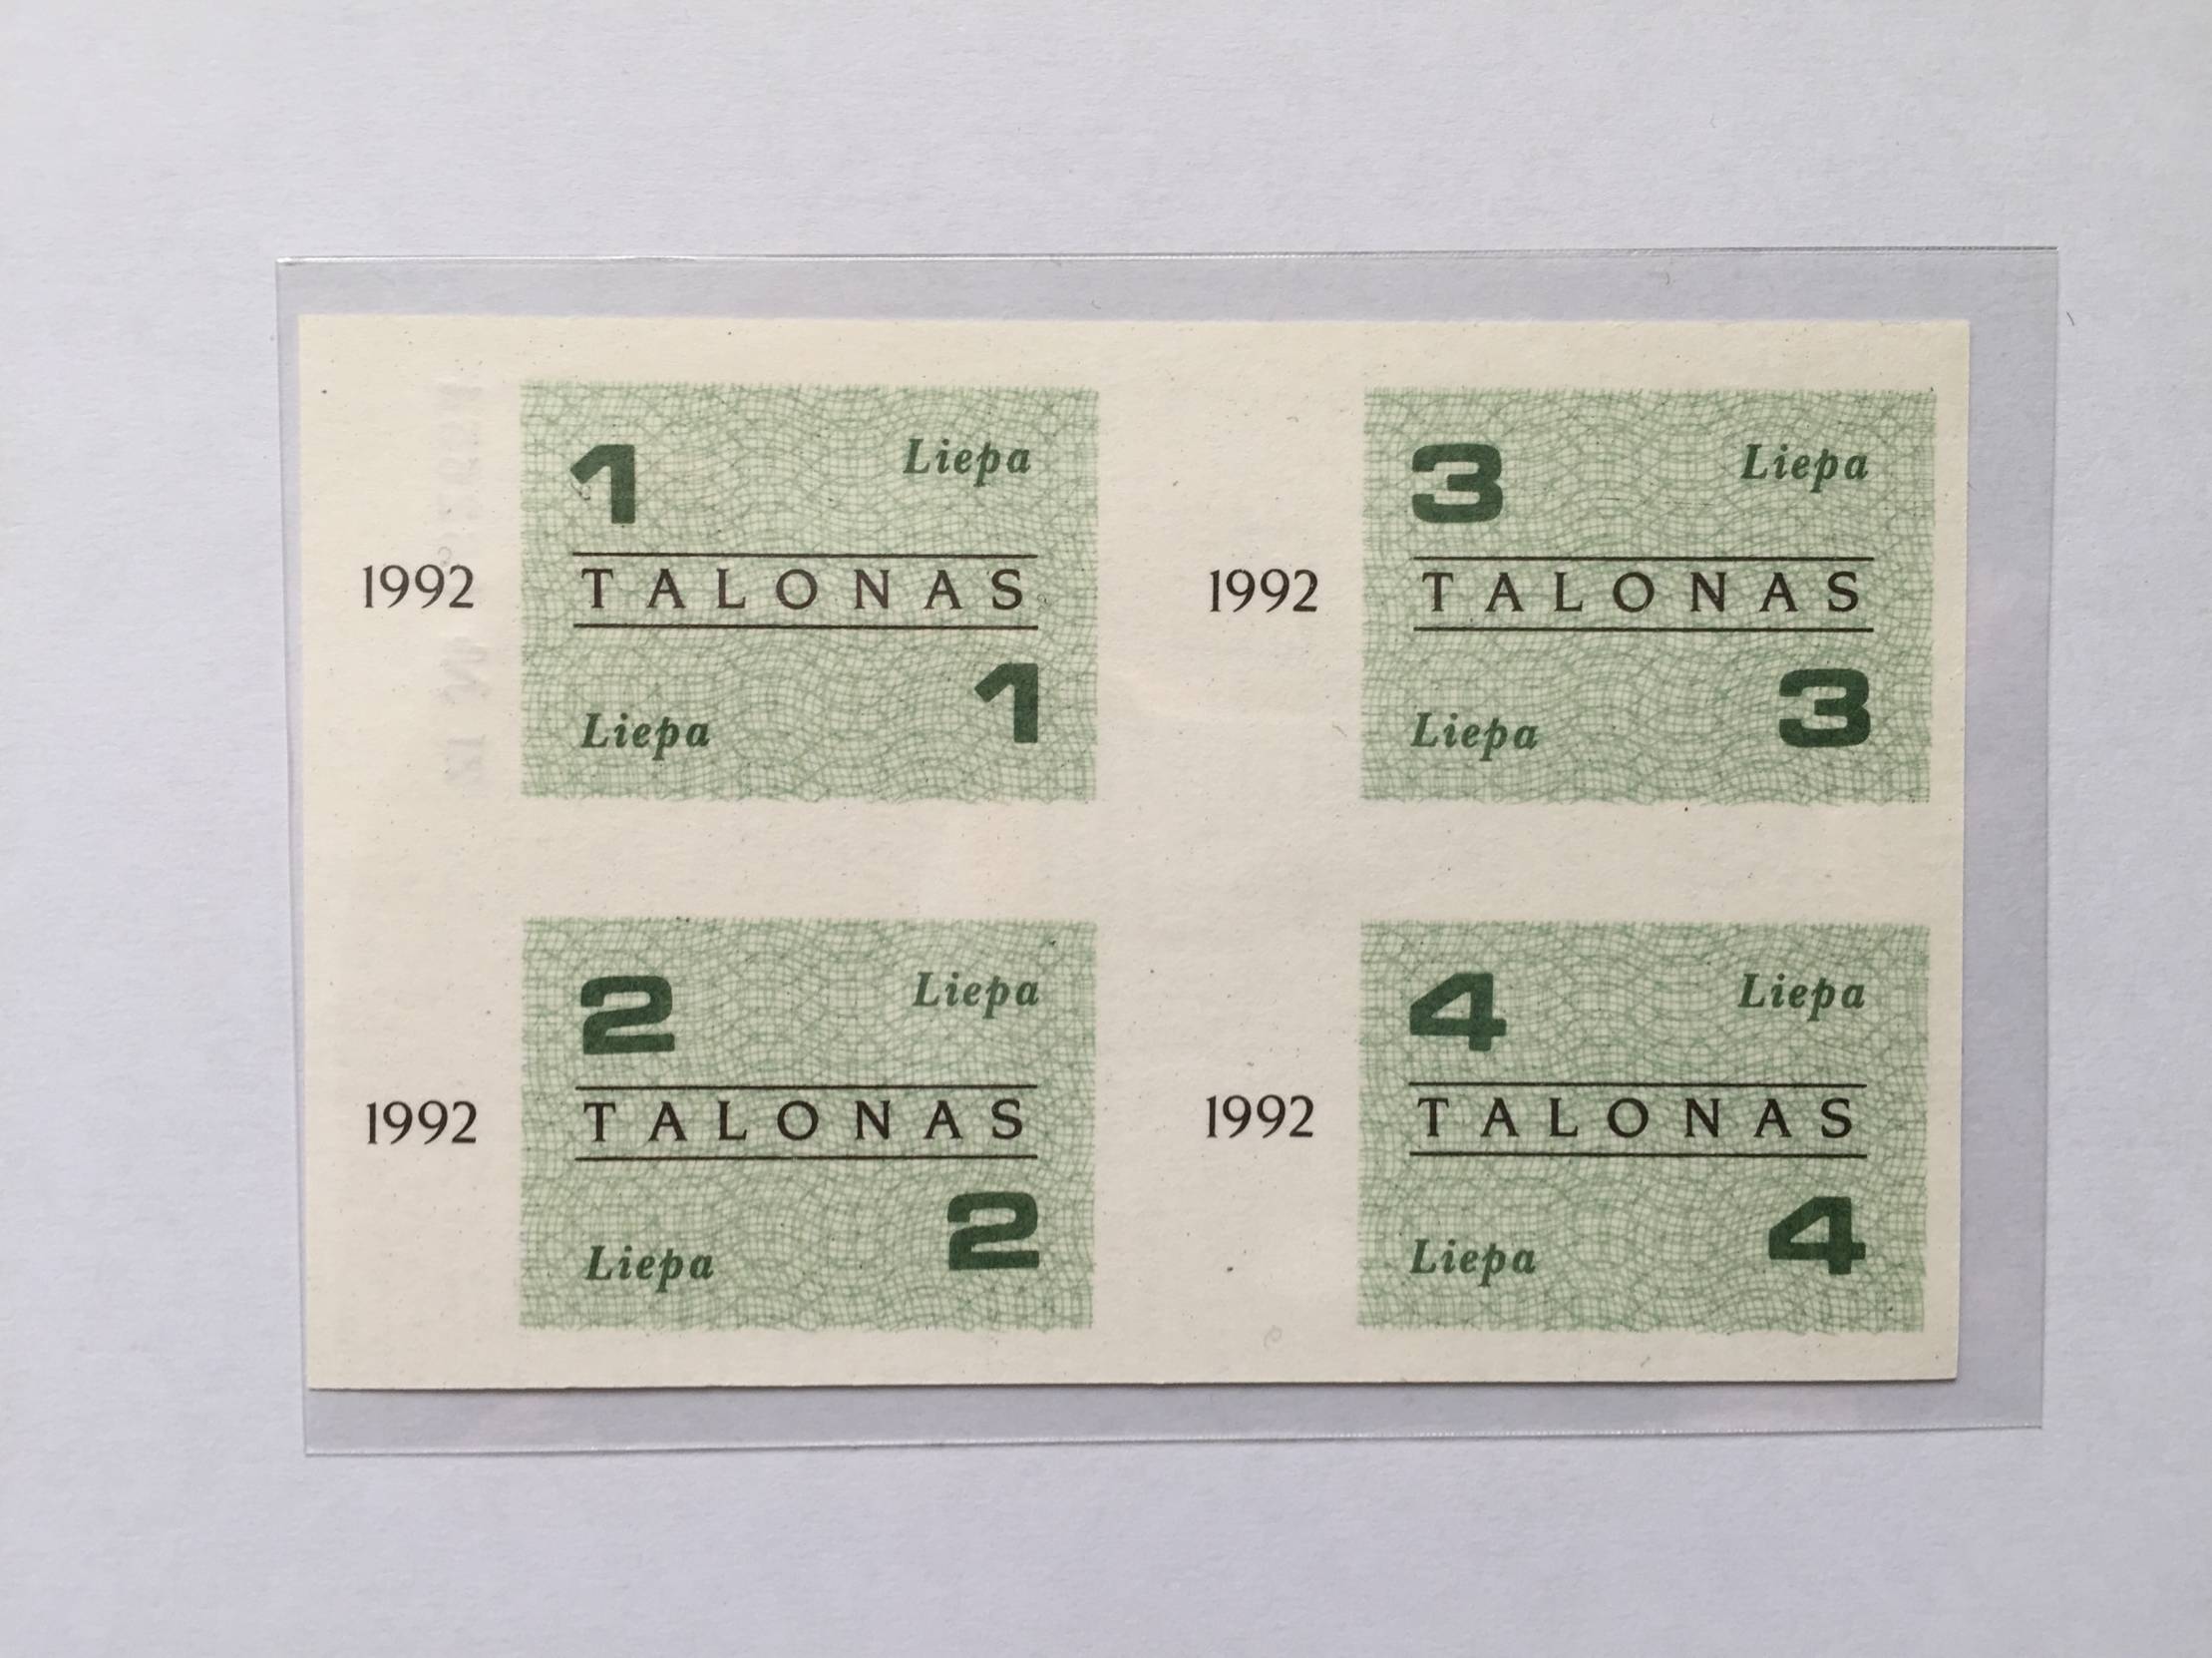 1 Liepa
1992 TALONAS
Liepa 1
3 Liepa
1992 TALONAS
Liepa 3
2 Liepa
1992 TALONAS
Liepa 2
4 Liepa
1992 TALONAS
Liepa 4